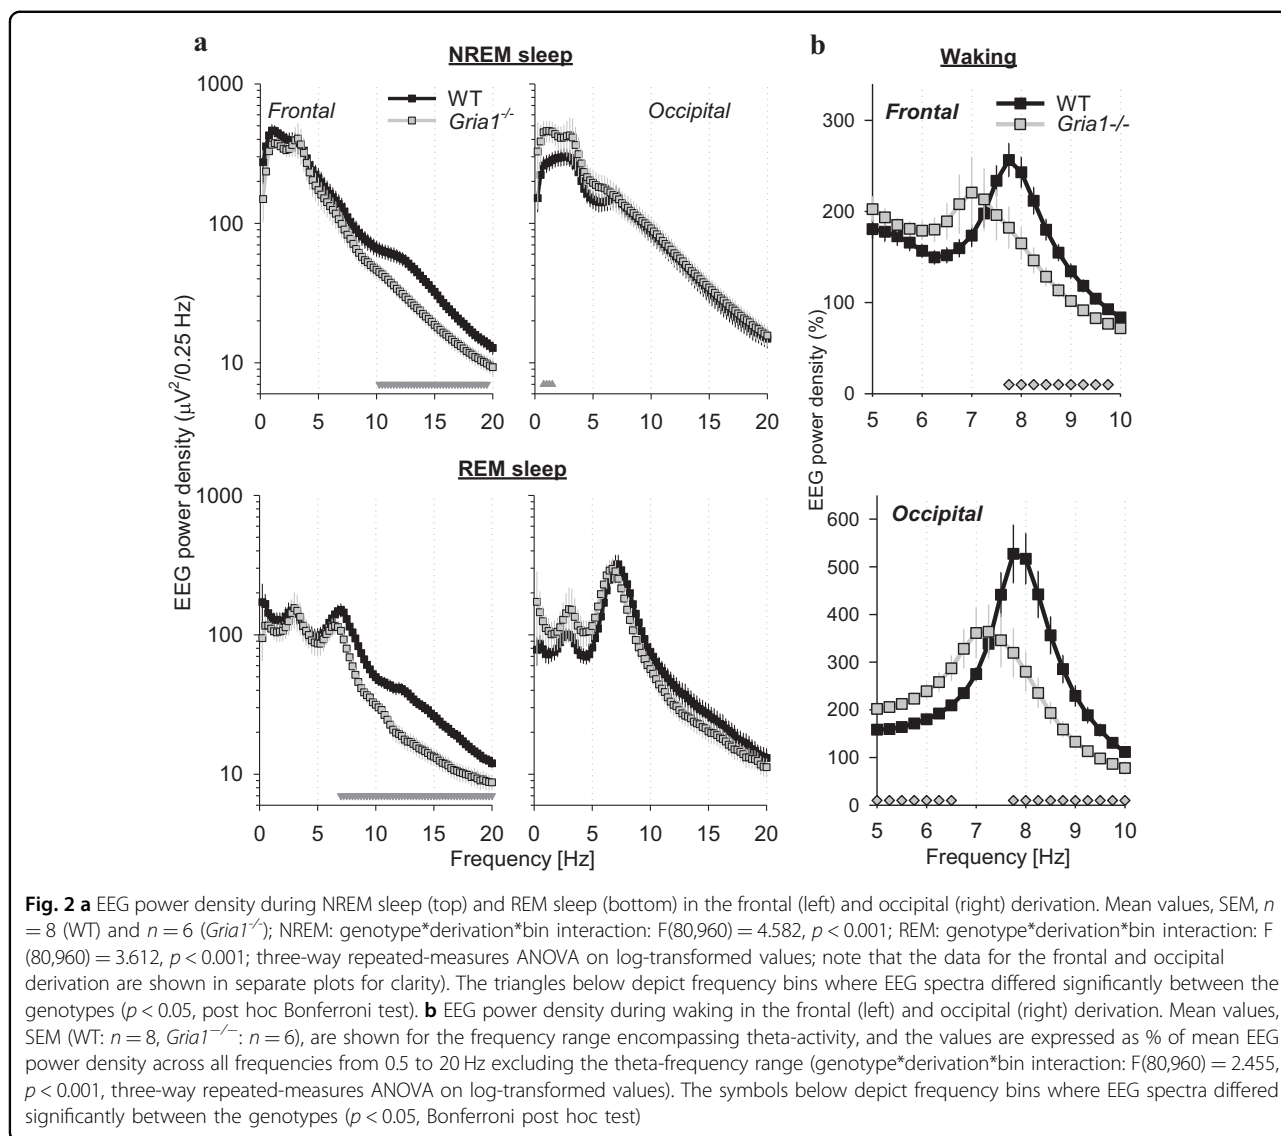 a
NREM sleep
Frontal
WT
Gria1-/-
Occipital
EEG power density (μV2/0.25 Hz)
1000
100
10
0 5 10 15 20
0 5 10 15 20
REM sleep
1000
100
10
0 5 10 15 20
0 5 10 15 20
Frequency [Hz]
b
Waking
Frontal
WT
Gria1-/-
EEG power density (%)
300
200
100
0
5 6 7 8 9 10
Occipital
600
500
400
300
200
100
0
5 6 7 8 9 10
Frequency [Hz]
Fig. 2 a EEG power density during NREM sleep (top) and REM sleep (bottom) in the frontal (left) and occipital (right) derivation. Mean values, SEM, n
= 8 (WT) and n = 6 (Gria1-/-); NREM: genotype*derivation*bin interaction: F(80,960) = 4.582, p < 0.001; REM: genotype*derivation*bin interaction: F
(80,960) = 3.612, p < 0.001; three-way repeated-measures ANOVA on log-transformed values; note that the data for the frontal and occipital
derivation are shown in separate plots for clarity). The triangles below depict frequency bins where EEG spectra differed significantly between the
genotypes (p < 0.05, post hoc Bonferroni test). b EEG power density during waking in the frontal (left) and occipital (right) derivation. Mean values,
SEM (WT: n = 8, Gria1−/−: n = 6), are shown for the frequency range encompassing theta-activity, and the values are expressed as % of mean EEG
power density across all frequencies from 0.5 to 20 Hz excluding the theta-frequency range (genotype*derivation*bin interaction: F(80,960) = 2.455,
p < 0.001, three-way repeated-measures ANOVA on log-transformed values). The symbols below depict frequency bins where EEG spectra differed
significantly between the genotypes (p < 0.05, Bonferroni post hoc test)